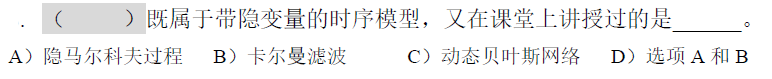 . （  ）既属于带隐变量的时序模型，又在课堂上讲授过的是______。
A）隐马尔科夫过程 B）卡尔曼滤波 C）动态贝叶斯网络 D）选项 A 和 B